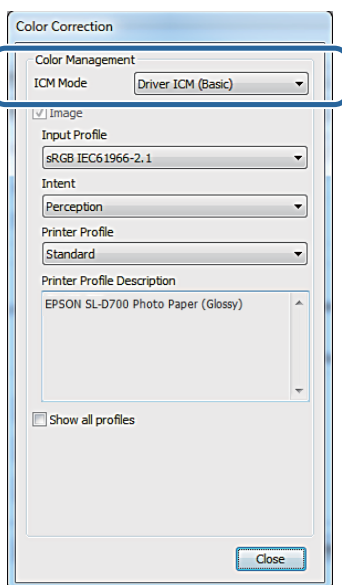 Color Correction
Color Management
ICM Mode Driver ICM (Basic)
Image
Input Profile
sRGB IEC61966-2.1
Intent
Perception
Printer Profile
Standard
Printer Profile Description
EPSON SL-D700 Photo Paper (Glossy)
Show all profiles
Close